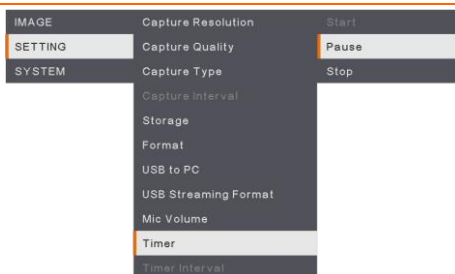 IMAGE
SETTING
SYSTEM
Capture Resolution
Capture Quality
Capture Type
Capture Interval
Storage
Format
USB to PC
USB Streaming Format
Mic Volume
Timer
Timer Interval
Start
Pause
Stop